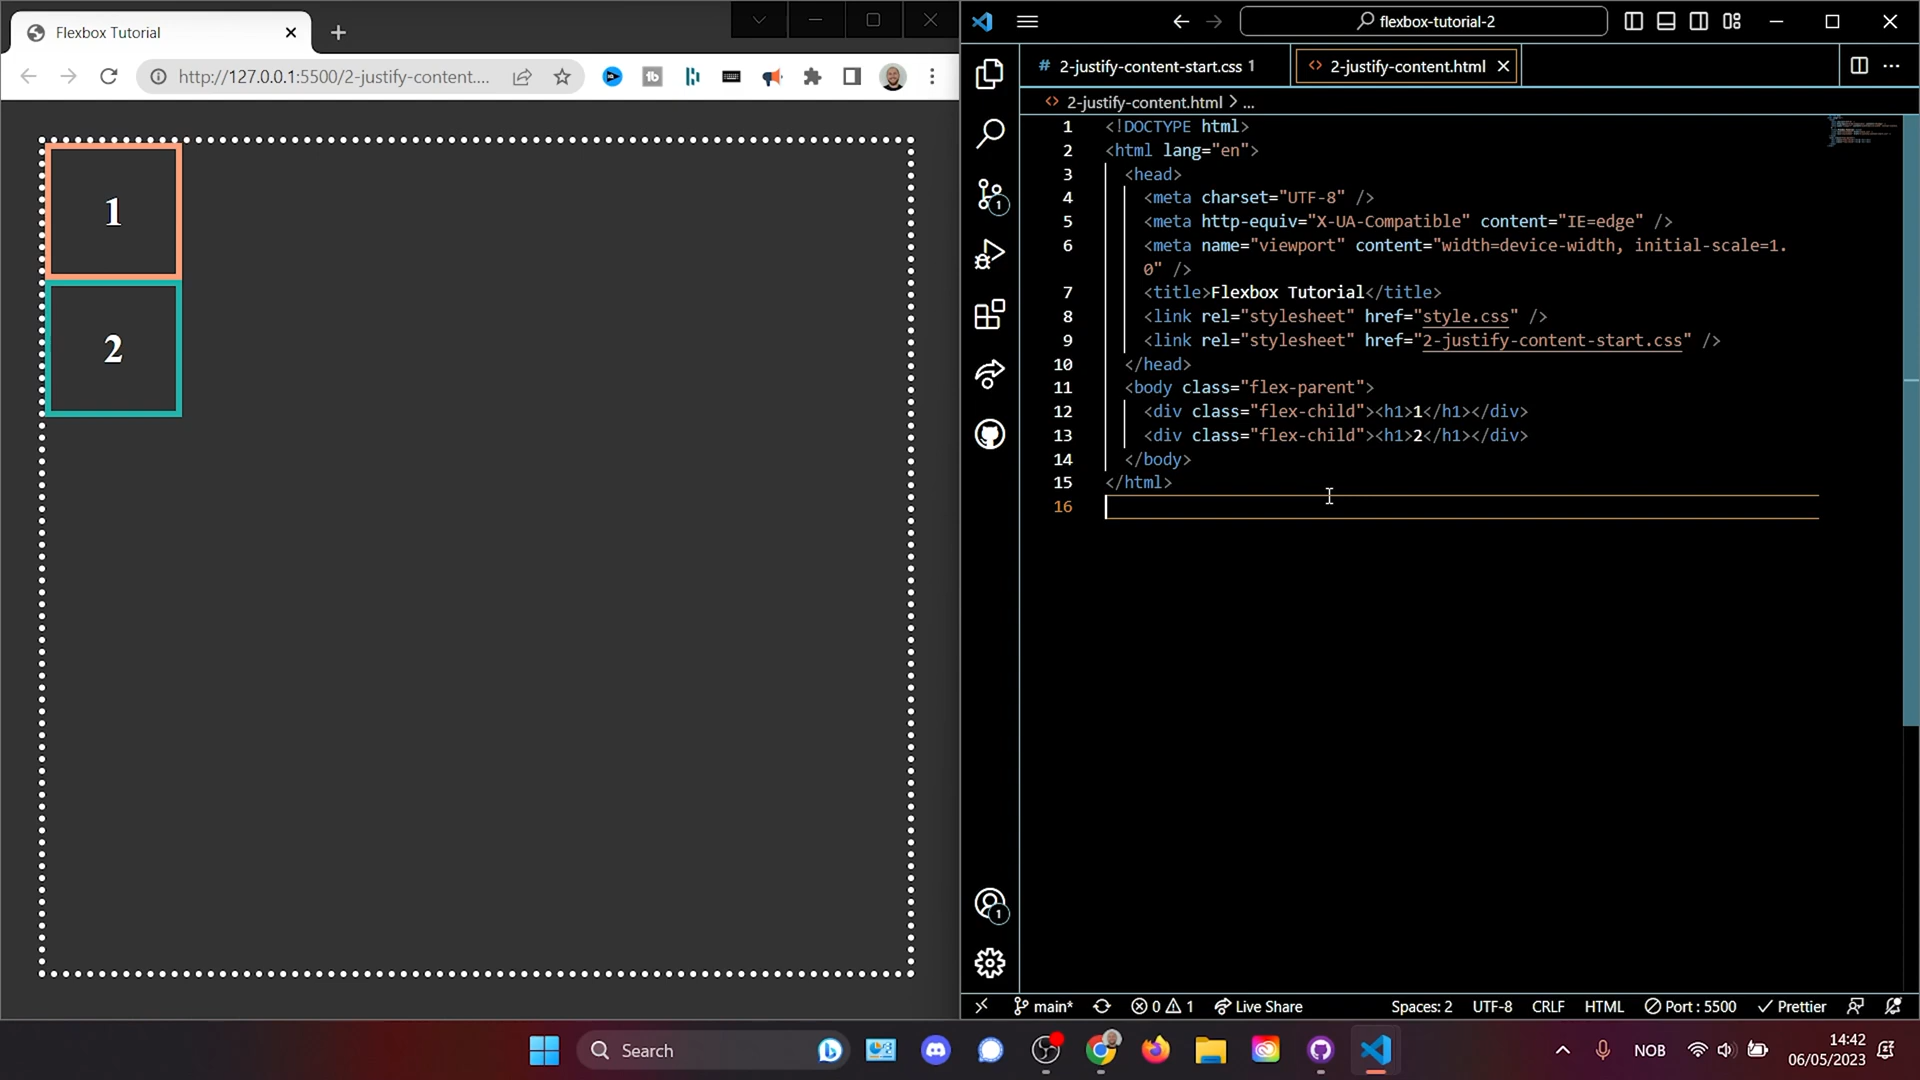 Flexbox Tutorial
http://127.0.0.1:5500/2-justify-content....
1
2
flexbox-tutorial-2
# 2-justify-content-start.css 1
<> 2-justify-content.html
<> 2-justify-content.html > ...
1 <!DOCTYPE html>
2 <html lang="en">
3 <head>
4 <meta charset="UTF-8" />
5 <meta http-equiv="X-UA-Compatible" content="IE=edge" />
6 <meta name="viewport" content="width=device-width, initial-scale=1.
0" />
7 <title>Flexbox Tutorial</title>
8 <link rel="stylesheet" href="style.css" />
9 <link rel="stylesheet" href="2-justify-content-start.css" />
10 </head>
11 <body class="flex-parent">
12 <div class="flex-child"><h1>1</h1></div>
13 <div class="flex-child"><h1>2</h1></div>
14 </body>
15 </html>
16
1
1
main* 0 1 Live Share Spaces: 2 UTF-8 CRLF HTML Port : 5500 Prettier
Search
NOB
14:42
06/05/2023